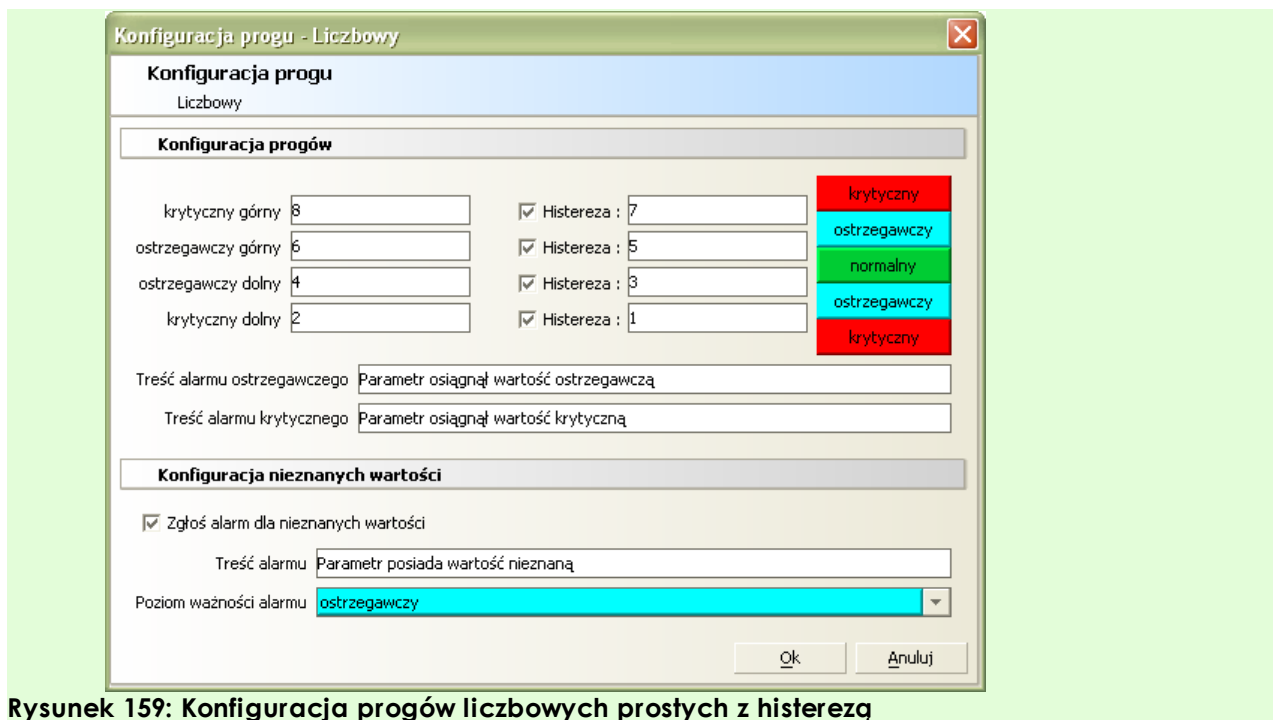 Konfiguracja progu - Liczbowy
Konfiguracja progu
Liczbowy
Konfiguracja progów
krytyczny górny 8 Histereza : 7 krytyczny
ostrzegawczy górny 6 Histereza : 5 ostrzegawczy
normalny
ostrzegawczy dolny 4 Histereza : 3 ostrzegawczy
krytyczny dolny 2 Histereza : 1 krytyczny
Treść alarmu ostrzegawczego Parametr osiągnął wartość ostrzegawczą
Treść alarmu krytycznego Parametr osiągnął wartość krytyczną
Konfiguracja nieznanych wartości
Zgłoś alarm dla nieznanych wartości
Treść alarmu Parametr posiada wartość nieznaną
Poziom ważności alarmu ostrzegawczy
Ok Anuluj
Rysunek 159: Konfiguracja progów liczbowych prostych z histerezą